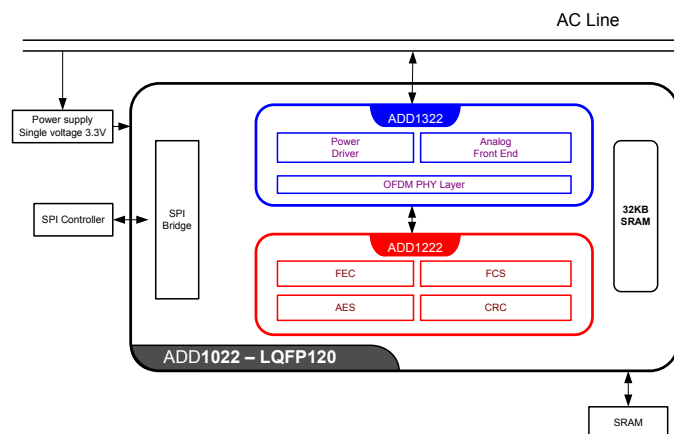 AC Line
Power supply
Single voltage 3.3V
ADD1322
Power
Driver
Analog
Front End
OFDM PHY Layer
SPI Controller
SPI
Bridge
32KB
SRAM
ADD1222
FEC
FCS
AES
CRC
ADD1022 – LQFP120
SRAM